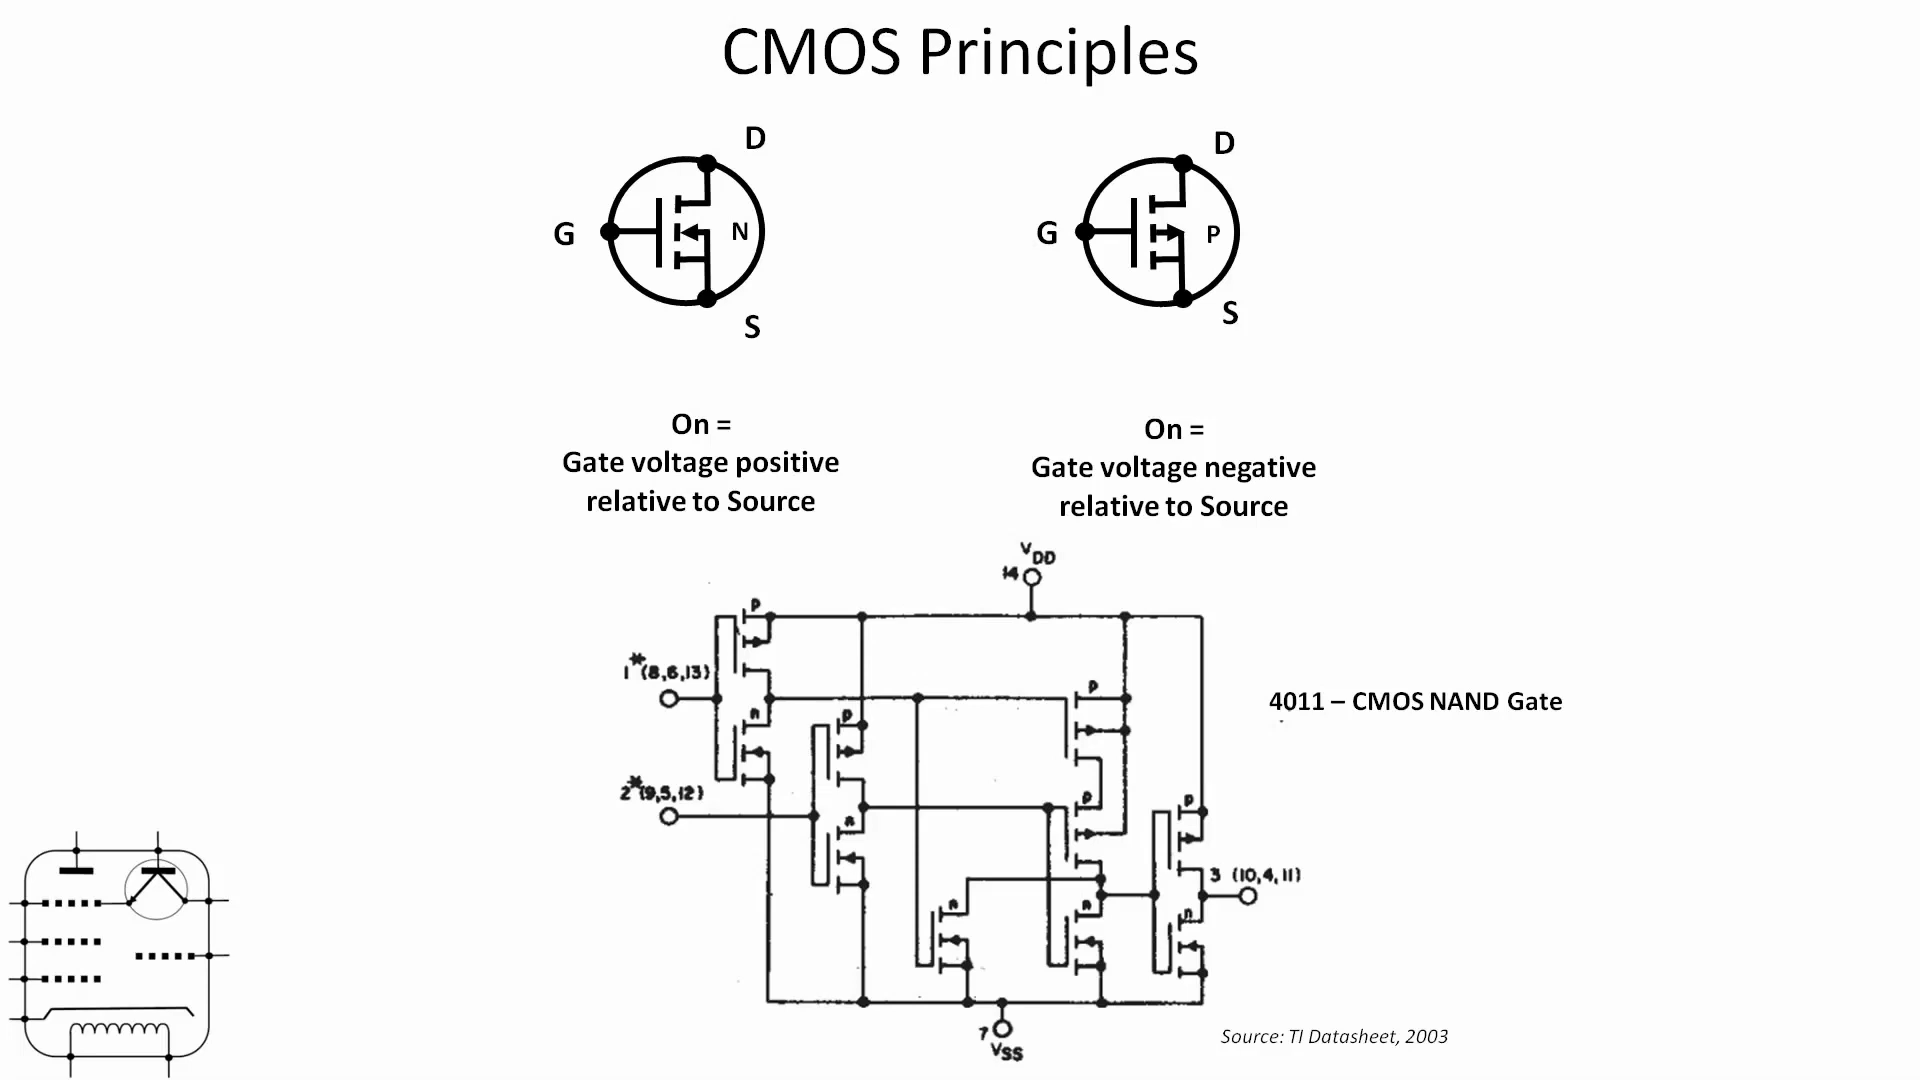 CMOS Principles
D
G
N
S
D
G
P
S
On =
Gate voltage positive
relative to Source
On =
Gate voltage negative
relative to Source
VDD
14
p
1*(8,6,13)
n
p
2*(9,5,12)
n
p
p
n
n
p
3 (10,4,11)
n
7
VSS
4011 – CMOS NAND Gate
Source: TI Datasheet, 2003